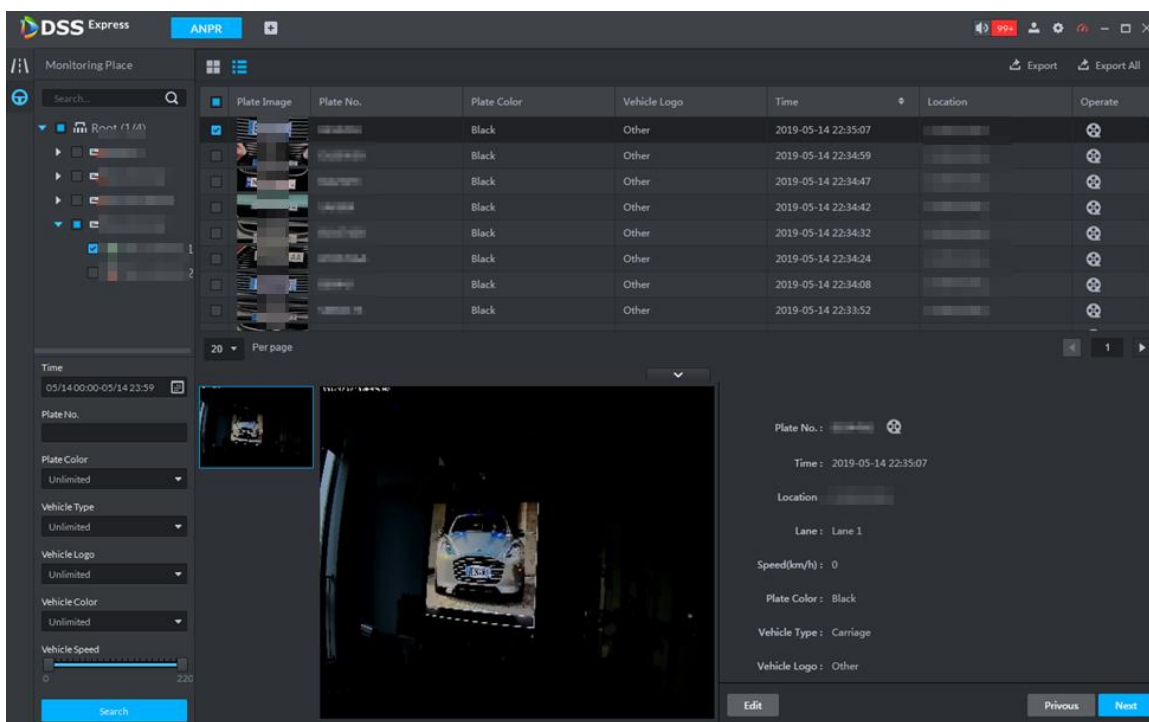 DSS Express
ANPR
99+
Monitoring Place
Export
Export All
Search...
Plate Image Plate No. Plate Color Vehicle Logo Time Location Operate
Root (1/4)
Black Other 2019-05-14 22:35:07
Black Other 2019-05-14 22:34:59
Black Other 2019-05-14 22:34:47
Black Other 2019-05-14 22:34:42
Black Other 2019-05-14 22:34:32
Black Other 2019-05-14 22:34:24
Black Other 2019-05-14 22:34:08
Black Other 2019-05-14 22:33:52
1
2
20 Per page
1
Time
05/14 00:00-05/14 23:59
Plate No.
Plate Color
Unlimited
Vehicle Type
Unlimited
Vehicle Logo
Unlimited
Vehicle Color
Unlimited
Vehicle Speed
0 220
Search
Plate No. :
Time : 2019-05-14 22:35:07
Location
Lane : Lane 1
Speed(km/h) : 0
Plate Color : Black
Vehicle Type : Carriage
Vehicle Logo : Other
Edit
Privous
Next